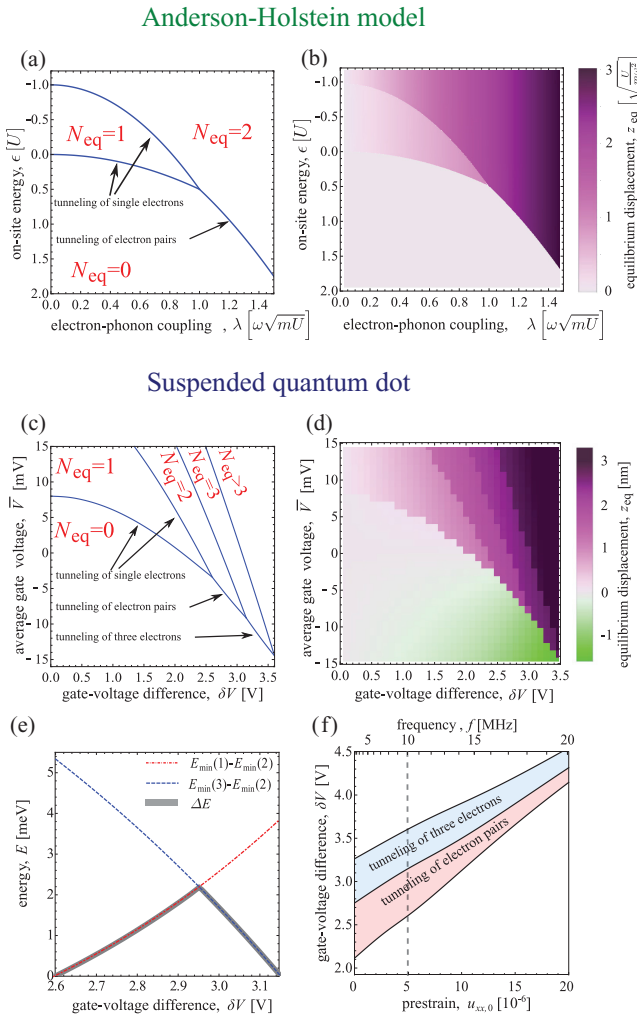 Anderson-Holstein model
(a)
on-site energy, ϵ [U]
-1.0
-0.5
0.0
0.5
1.0
1.5
2.0
N_eq=1
N_eq=2
N_eq=0
tunneling of single electrons
tunneling of electron pairs
0.0 0.2 0.4 0.6 0.8 1.0 1.2 1.4
electron-phonon coupling , λ [ω√mU]
(b)
on-site energy, ϵ [U]
-1.0
-0.5
0.0
0.5
1.0
1.5
2.0
0.0 0.2 0.4 0.6 0.8 1.0 1.2 1.4
electron-phonon coupling, λ [ω√mU]
3
2
1
0
equilibrium displacement, z_eq
Suspended quantum dot
(c)
average gate voltage, V̅ [mV]
15
10
5
0
-5
-10
-15
N_eq=1
N_eq=2
N_eq=3
N_eq>3
N_eq=0
tunneling of single electrons
tunneling of electron pairs
tunneling of three electrons
0.0 0.5 1.0 1.5 2.0 2.5 3.0 3.5
gate-voltage difference, δV [V]
(d)
average gate voltage, V̅ [mV]
15
10
5
0
-5
-10
-15
0.0 0.5 1.0 1.5 2.0 2.5 3.0 3.5
gate-voltage difference, δV [V]
3
2
1
0
-1
equilibrium displacement, z_eq [nm]
(e)
energy, E [meV]
5
4
3
2
1
0
E_min(1)-E_min(2)
E_min(3)-E_min(2)
ΔE
2.6 2.7 2.8 2.9 3.0 3.1
gate-voltage difference, δV [V]
(f)
frequency , f [MHz]
5 10 20
gate-voltage difference, δV [V]
4.5
4.0
3.5
3.0
2.5
2.0
tunneling of three electrons
tunneling of electron pairs
0 5 10 15 20
prestrain, u_xx,0 [10⁻⁶]